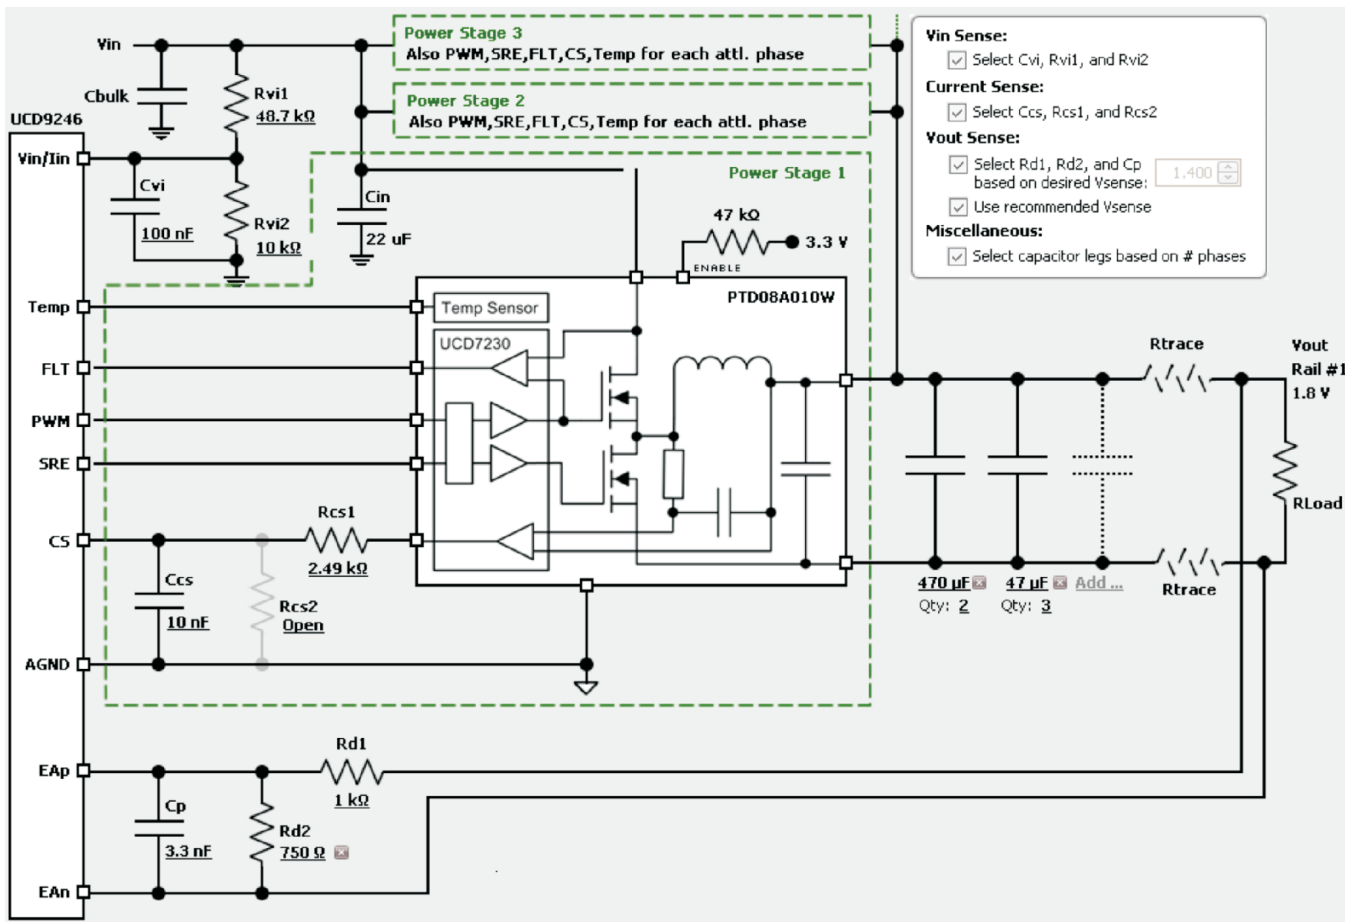 Vin
Cbulk
UCD9246
Rvi1
48.7 kΩ
Vin/Iin
Cvi
100 nF
Rvi2
10 kΩ
Power Stage 3
Also PWM,SRE,FLT,CS,Temp for each attl. phase
Power Stage 2
Also PWM,SRE,FLT,CS,Temp for each attl. phase
Power Stage 1
Cin
22 uF
47 kΩ
3.3 V
ENABLE
PTD08A010W
Temp Sensor
UCD7230
Temp
FLT
PWM
SRE
CS
Rcs1
2.49 kΩ
Ccs
10 nF
Rcs2
Open
AGND
EAp
Rd1
1 kΩ
Cp
3.3 nF
Rd2
750 Ω
EAn
Vin Sense:
Select Cvi, Rvi1, and Rvi2
Current Sense:
Select Ccs, Rcs1, and Rcs2
Vout Sense:
Select Rd1, Rd2, and Cp
based on desired Vsense:
1.400
Use recommended Vsense
Miscellaneous:
Select capacitor legs based on # phases
Rtrace
Vout
Rail #1
1.8 V
RLoad
470 µF
Qty: 2
47 µF
Qty: 3
Add ...
Rtrace